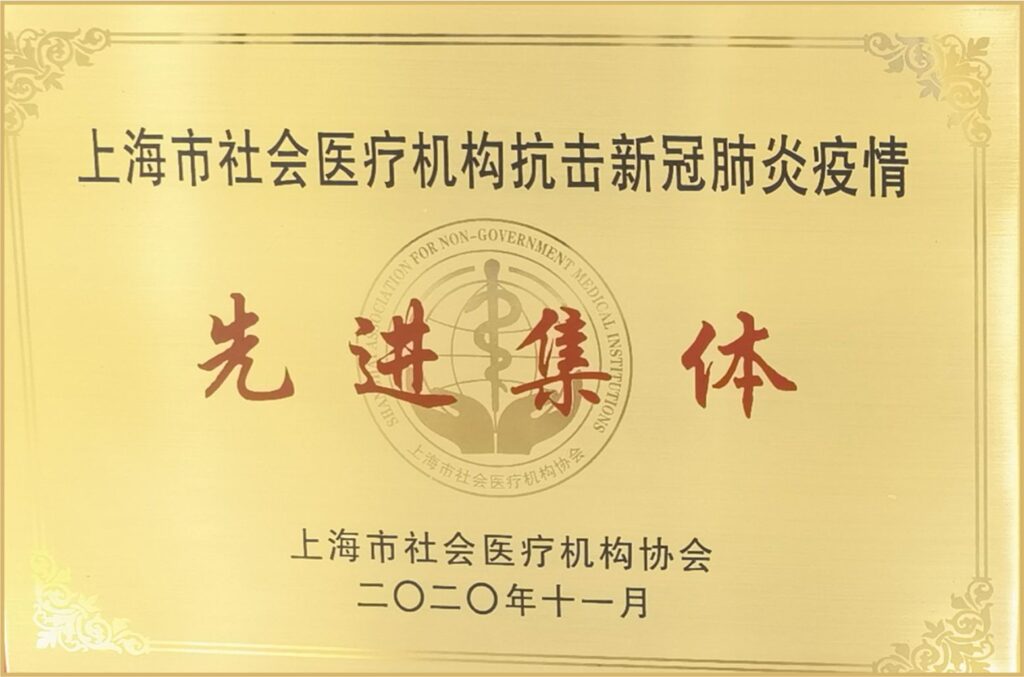 上海市社会医疗机构抗击新冠肺炎疫情
SHANGHAI ASSOCIATION FOR NON-GOVERNMENT MEDICAL INSTITUTIONS
先进集体
上海市社会医疗机构协会
上海市社会医疗机构协会
二〇二〇年十一月